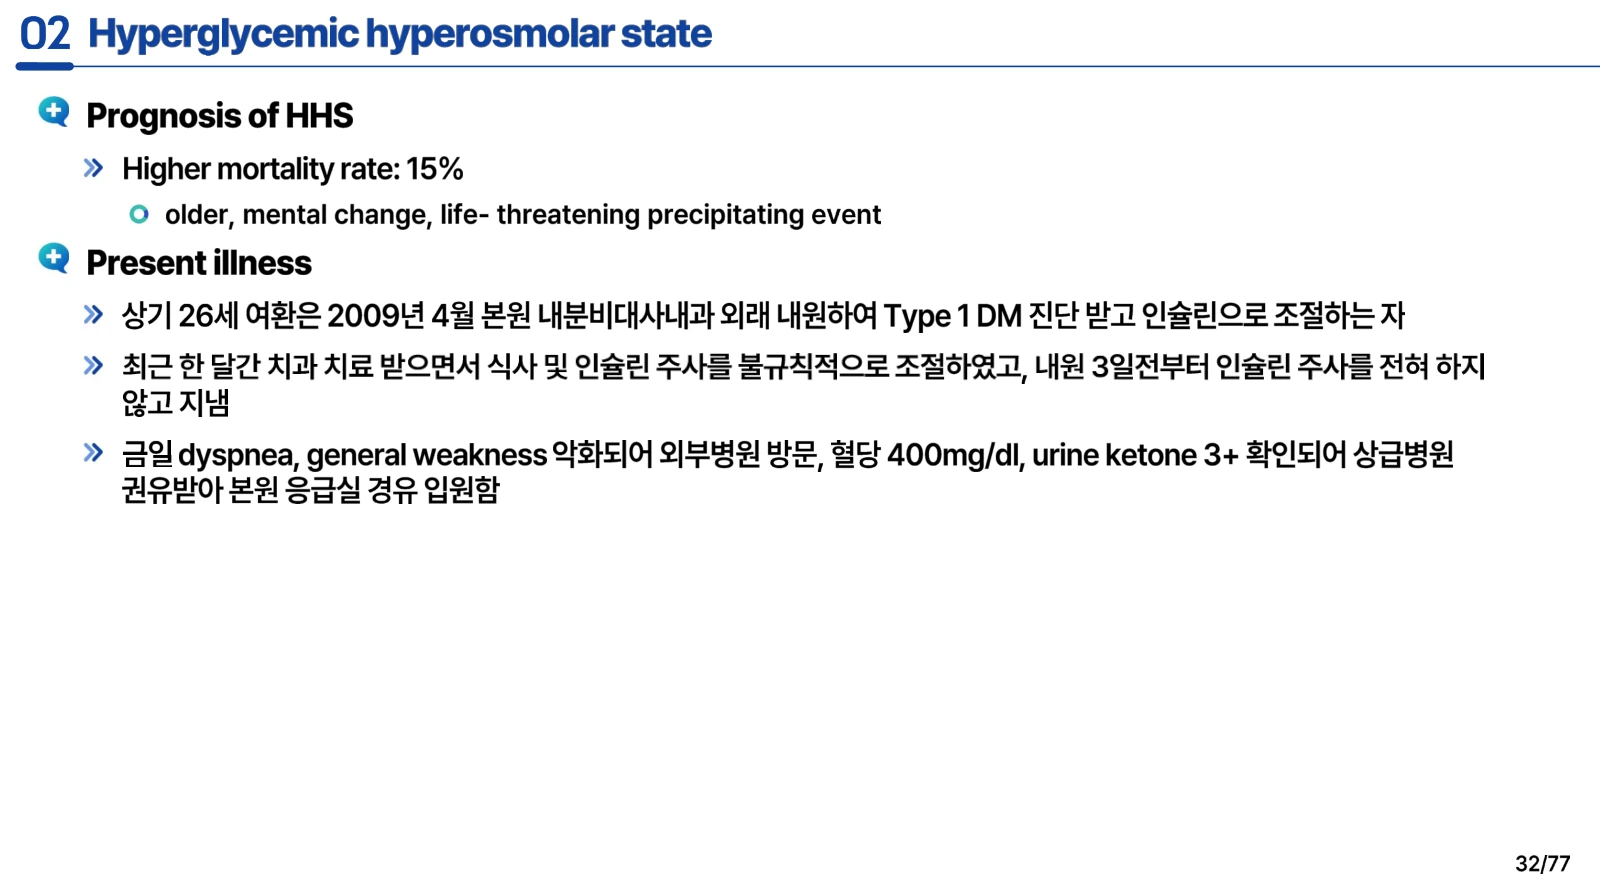 02 Hyperglycemic hyperosmolar state
Prognosis of HHS
Higher mortality rate: 15%
older, mental change, life- threatening precipitating event
Present illness
상기 26세 여환은 2009년 4월 본원 내분비대사내과 외래 내원하여 Type 1 DM 진단 받고 인슐린으로 조절하는 자
최근 한 달간 치과 치료 받으면서 식사 및 인슐린 주사를 불규칙적으로 조절하였고, 내원 3일전부터 인슐린 주사를 전혀 하지
않고 지냄
금일 dyspnea, general weakness 악화되어 외부병원 방문, 혈당 400mg/dl, urine ketone 3+ 확인되어 상급병원
권유받아 본원 응급실 경유 입원함
32/77